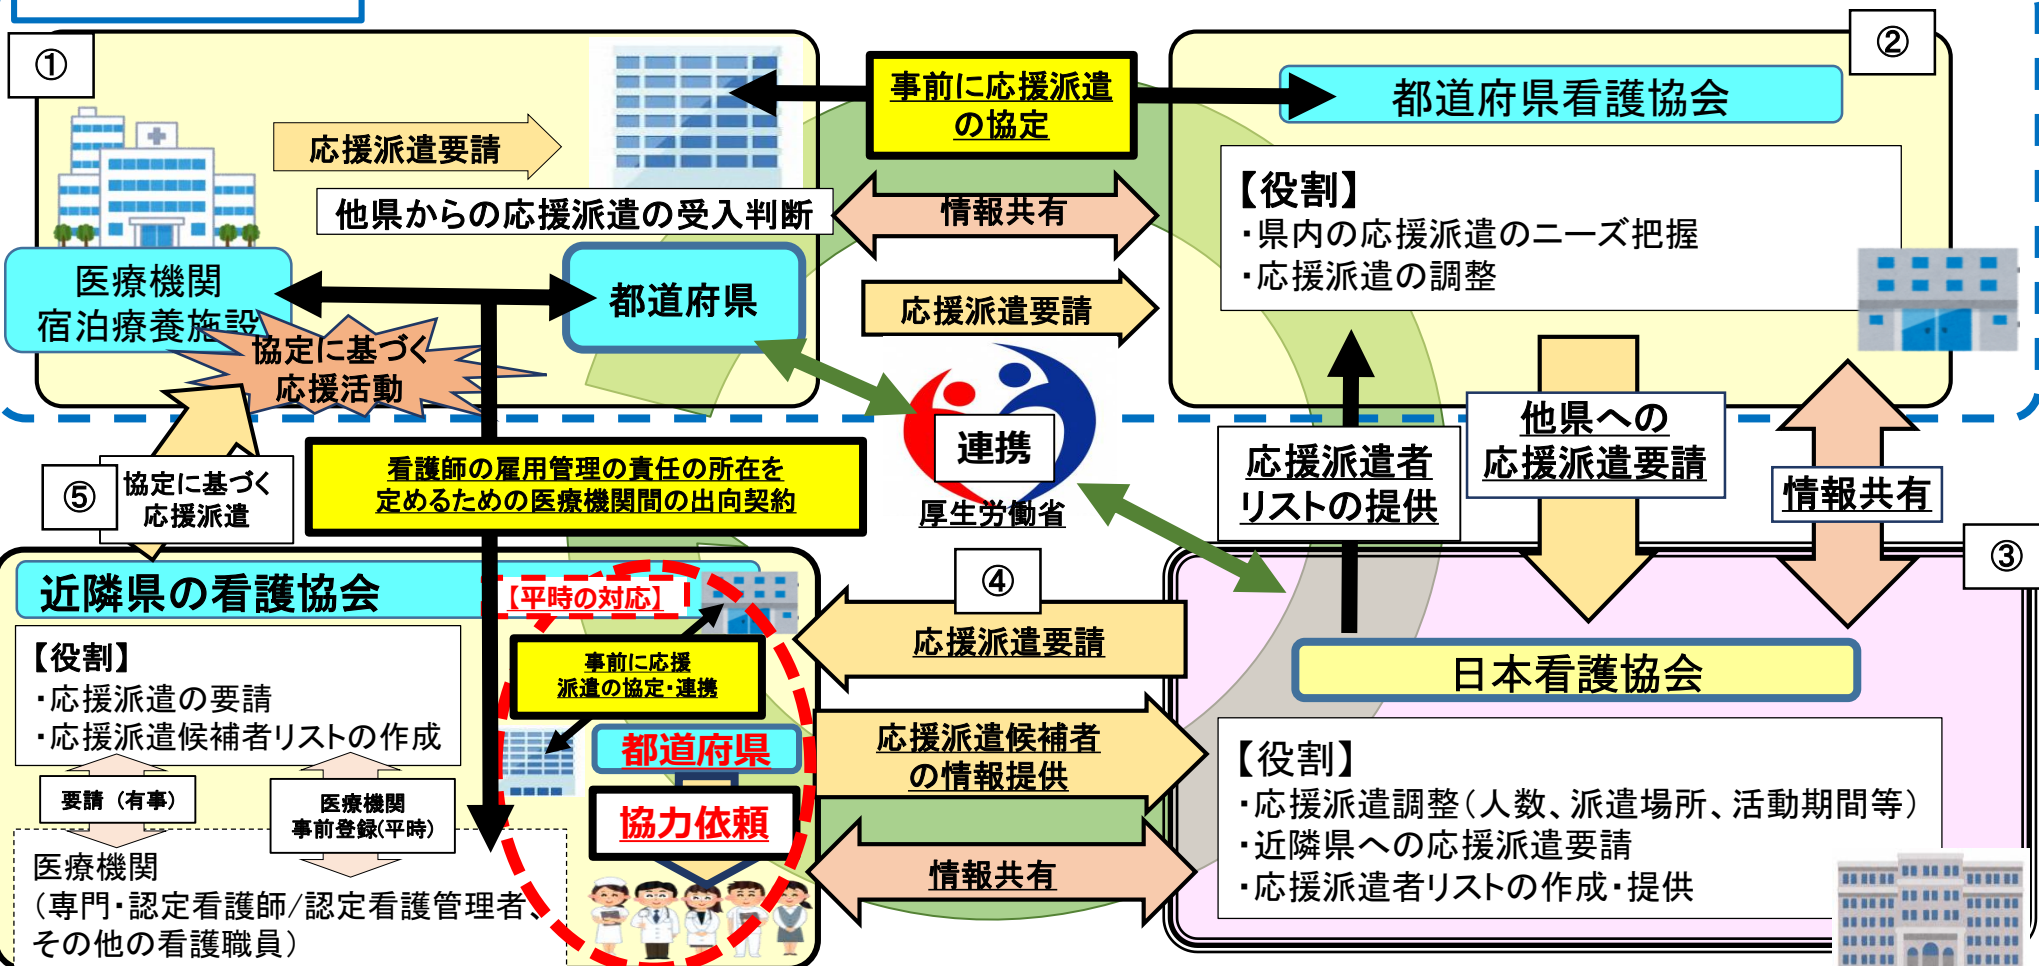 ①
応援派遣要請
他県からの応援派遣の受入判断
医療機関
宿泊療養施設
都道府県
協定に基づく
応援活動
事前に応援派遣
の協定
情報共有
応援派遣要請
②
都道府県看護協会
【役割】
・県内の応援派遣のニーズ把握
・応援派遣の調整
連携
厚生労働省
応援派遣者
リストの提供
他県への
応援派遣要請
情報共有
⑤
協定に基づく
応援派遣
看護師の雇用管理の責任の所在を
定めるための医療機関間の出向契約
近隣県の看護協会
【平時の対応】
【役割】
・応援派遣の要請
・応援派遣候補者リストの作成
事前に応援
派遣の協定・連携
都道府県
協力依頼
要請（有事）
医療機関
事前登録(平時)
医療機関
（専門・認定看護師/認定看護管理者、
その他の看護職員）
④
応援派遣要請
応援派遣候補者
の情報提供
情報共有
③
日本看護協会
【役割】
・応援派遣調整（人数、派遣場所、活動期間等）
・近隣県への応援派遣要請
・応援派遣者リストの作成・提供